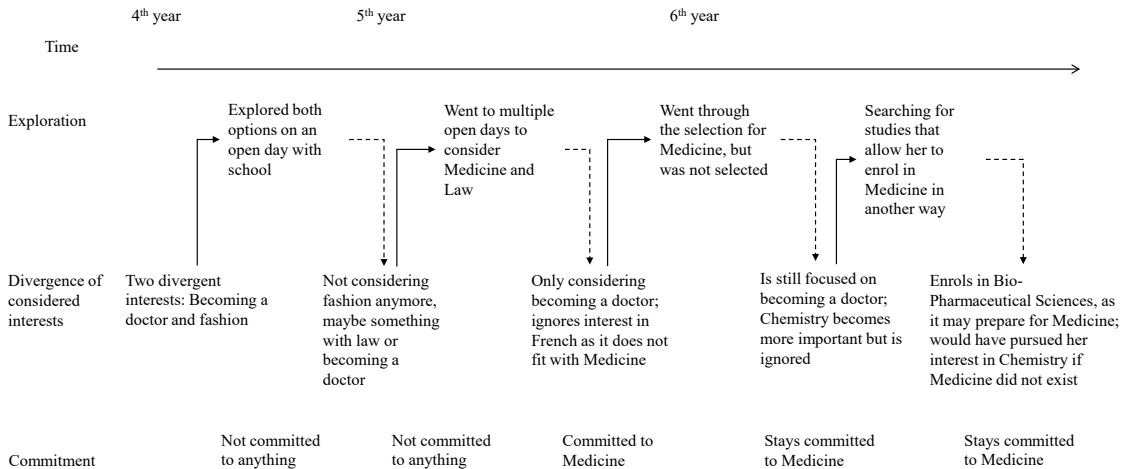 4th year
5th year
6th year
Time
Exploration
Explored both
options on an
open day with
school
Went to multiple
open days to
consider
Medicine and
Law
Went through
the selection for
Medicine, but
was not selected
Searching for
studies that
allow her to
enrol in
Medicine in
another way
Divergence of
considered
interests
Two divergent
interests: Becoming a
doctor and fashion
Not considering
fashion anymore,
maybe something
with law or
becoming a
doctor
Only considering
becoming a doctor;
ignores interest in
French as it does not
fit with Medicine
Is still focused on
becoming a doctor;
Chemistry becomes
more important but is
ignored
Enrols in Bio-
Pharmaceutical Sciences, as
it may prepare for Medicine;
would have pursued her
interest in Chemistry if
Medicine did not exist
Commitment
Not committed
to anything
Not committed
to anything
Committed to
Medicine
Stays committed
to Medicine
Stays committed
to Medicine